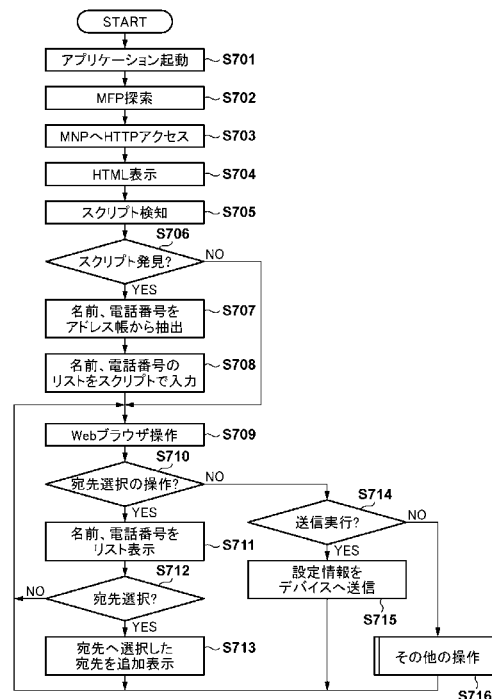 START
アプリケーション起動
S701
MFP探索
S702
MNPへHTTPアクセス
S703
HTML表示
S704
スクリプト検知
S705
S706
スクリプト発見?
NO
YES
名前、電話番号を
アドレス帳から抽出
S707
名前、電話番号の
リストをスクリプトで入力
S708
Webブラウザ操作
S709
S710
宛先選択の操作?
NO
YES
S714
送信実行?
NO
YES
名前、電話番号を
リスト表示
S711
設定情報を
デバイスへ送信
S715
S712
NO
宛先選択?
YES
宛先へ選択した
宛先を追加表示
S713
その他の操作
S716